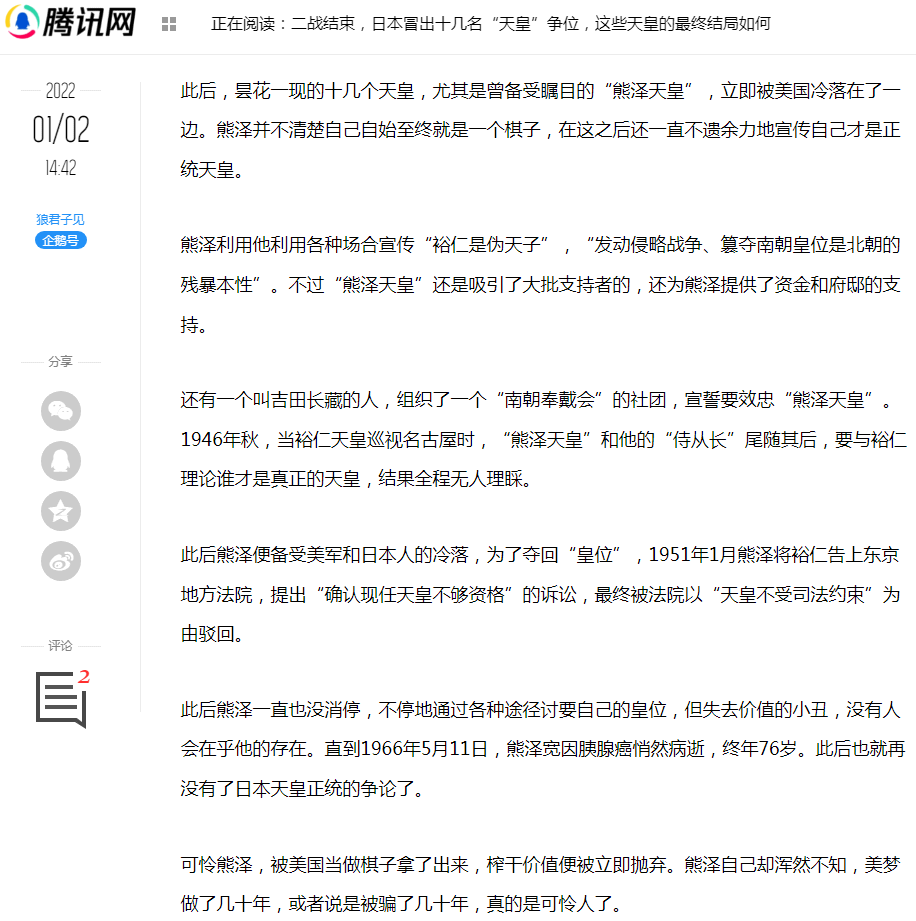 腾讯网
正在阅读：二战结束，日本冒出十几名“天皇”争位，这些天皇的最终结局如何
2022
01/02
14:42
狼君子见
企鹅号
分享
评论
2
此后，昙花一现的十几个天皇，尤其是曾备受瞩目的“熊泽天皇”，立即被美国冷落在了一
边。熊泽并不清楚自己自始至终就是一个棋子，在这之后还一直不遗余力地宣传自己才是正
统天皇。
熊泽利用他利用各种场合宣传“裕仁是伪天子”，“发动侵略战争、篡夺南朝皇位是北朝的
残暴本性”。不过“熊泽天皇”还是吸引了大批支持者的，还为熊泽提供了资金和府邸的支
持。
还有一个叫吉田长藏的人，组织了一个“南朝奉戴会”的社团，宣誓要效忠“熊泽天皇”。
1946年秋，当裕仁天皇巡视名古屋时，“熊泽天皇”和他的“侍从长”尾随其后，要与裕仁
理论谁才是真正的天皇，结果全程无人理睬。
此后熊泽便备受美军和日本人的冷落，为了夺回“皇位”，1951年1月熊泽将裕仁告上东京
地方法院，提出“确认现任天皇不够资格”的诉讼，最终被法院以“天皇不受司法约束”为
由驳回。
此后熊泽一直也没消停，不停地通过各种途径讨要自己的皇位，但失去价值的小丑，没有人
会在乎他的存在。直到1966年5月11日，熊泽宽因胰腺癌悄然病逝，终年76岁。此后也就再
没有了日本天皇正统的争论了。
可怜熊泽，被美国当做棋子拿了出来，榨干价值便被立即抛弃。熊泽自己却浑然不知，美梦
做了几十年，或者说是被骗了几十年，真的是可怜人了。